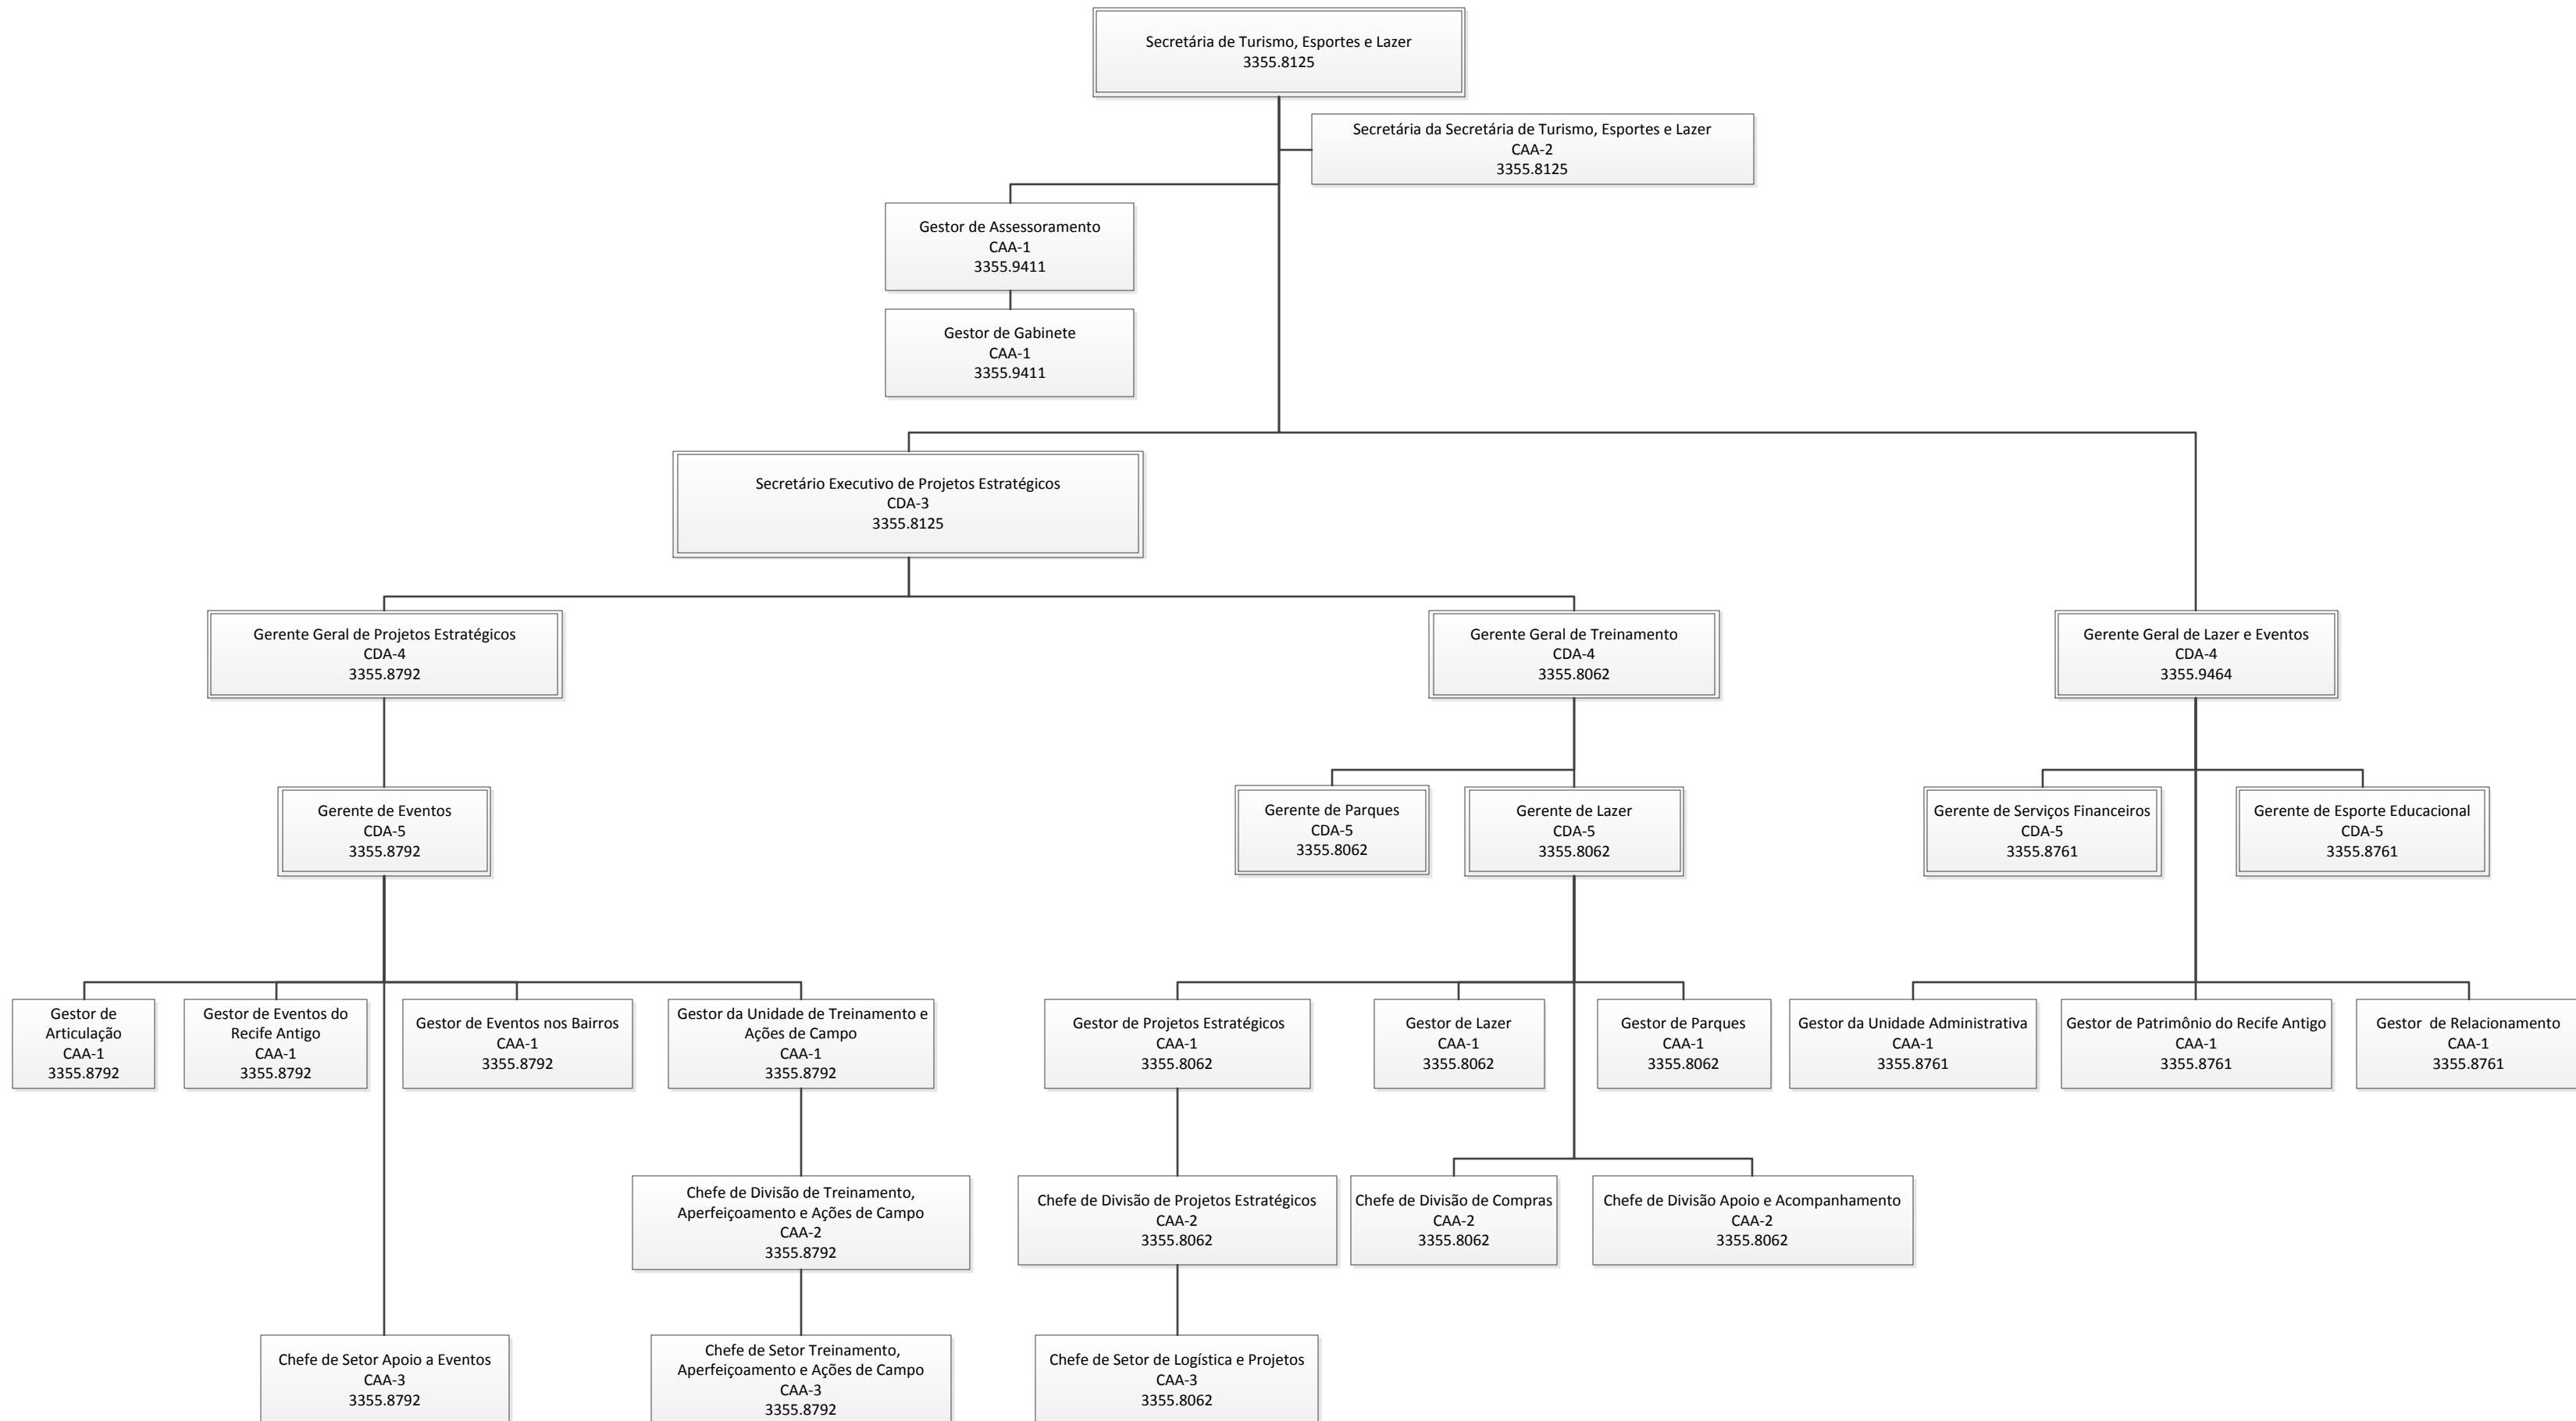 Secretária de Turismo, Esportes e Lazer
3355.8125
Secretária da Secretária de Turismo, Esportes e Lazer
CAA-2
3355.8125
Gestor de Assessoramento
CAA-1
3355.9411
Gestor de Gabinete
CAA-1
3355.9411
Secretário Executivo de Projetos Estratégicos
CDA-3
3355.8125
Gerente Geral de Projetos Estratégicos
CDA-4
3355.8792
Gerente Geral de Treinamento
CDA-4
3355.8062
Gerente Geral de Lazer e Eventos
CDA-4
3355.9464
Gerente de Eventos
CDA-5
3355.8792
Gerente de Parques
CDA-5
3355.8062
Gerente de Lazer
CDA-5
3355.8062
Gerente de Serviços Financeiros
CDA-5
3355.8761
Gerente de Esporte Educacional
CDA-5
3355.8761
Gestor de
Articulação
CAA-1
3355.8792
Gestor de Eventos do
Recife Antigo
CAA-1
3355.8792
Gestor de Eventos nos Bairros
CAA-1
3355.8792
Gestor da Unidade de Treinamento e
Ações de Campo
CAA-1
3355.8792
Gestor de Projetos Estratégicos
CAA-1
3355.8062
Gestor de Lazer
CAA-1
3355.8062
Gestor de Parques
CAA-1
3355.8062
Gestor da Unidade Administrativa
CAA-1
3355.8761
Gestor de Patrimônio do Recife Antigo
CAA-1
3355.8761
Gestor de Relacionamento
CAA-1
3355.8761
Chefe de Divisão de Treinamento,
Aperfeiçoamento e Ações de Campo
CAA-2
3355.8792
Chefe de Divisão de Projetos Estratégicos
CAA-2
3355.8062
Chefe de Divisão de Compras
CAA-2
3355.8062
Chefe de Divisão Apoio e Acompanhamento
CAA-2
3355.8062
Chefe de Setor Apoio a Eventos
CAA-3
3355.8792
Chefe de Setor Treinamento,
Aperfeiçoamento e Ações de Campo
CAA-3
3355.8792
Chefe de Setor de Logística e Projetos
CAA-3
3355.8062